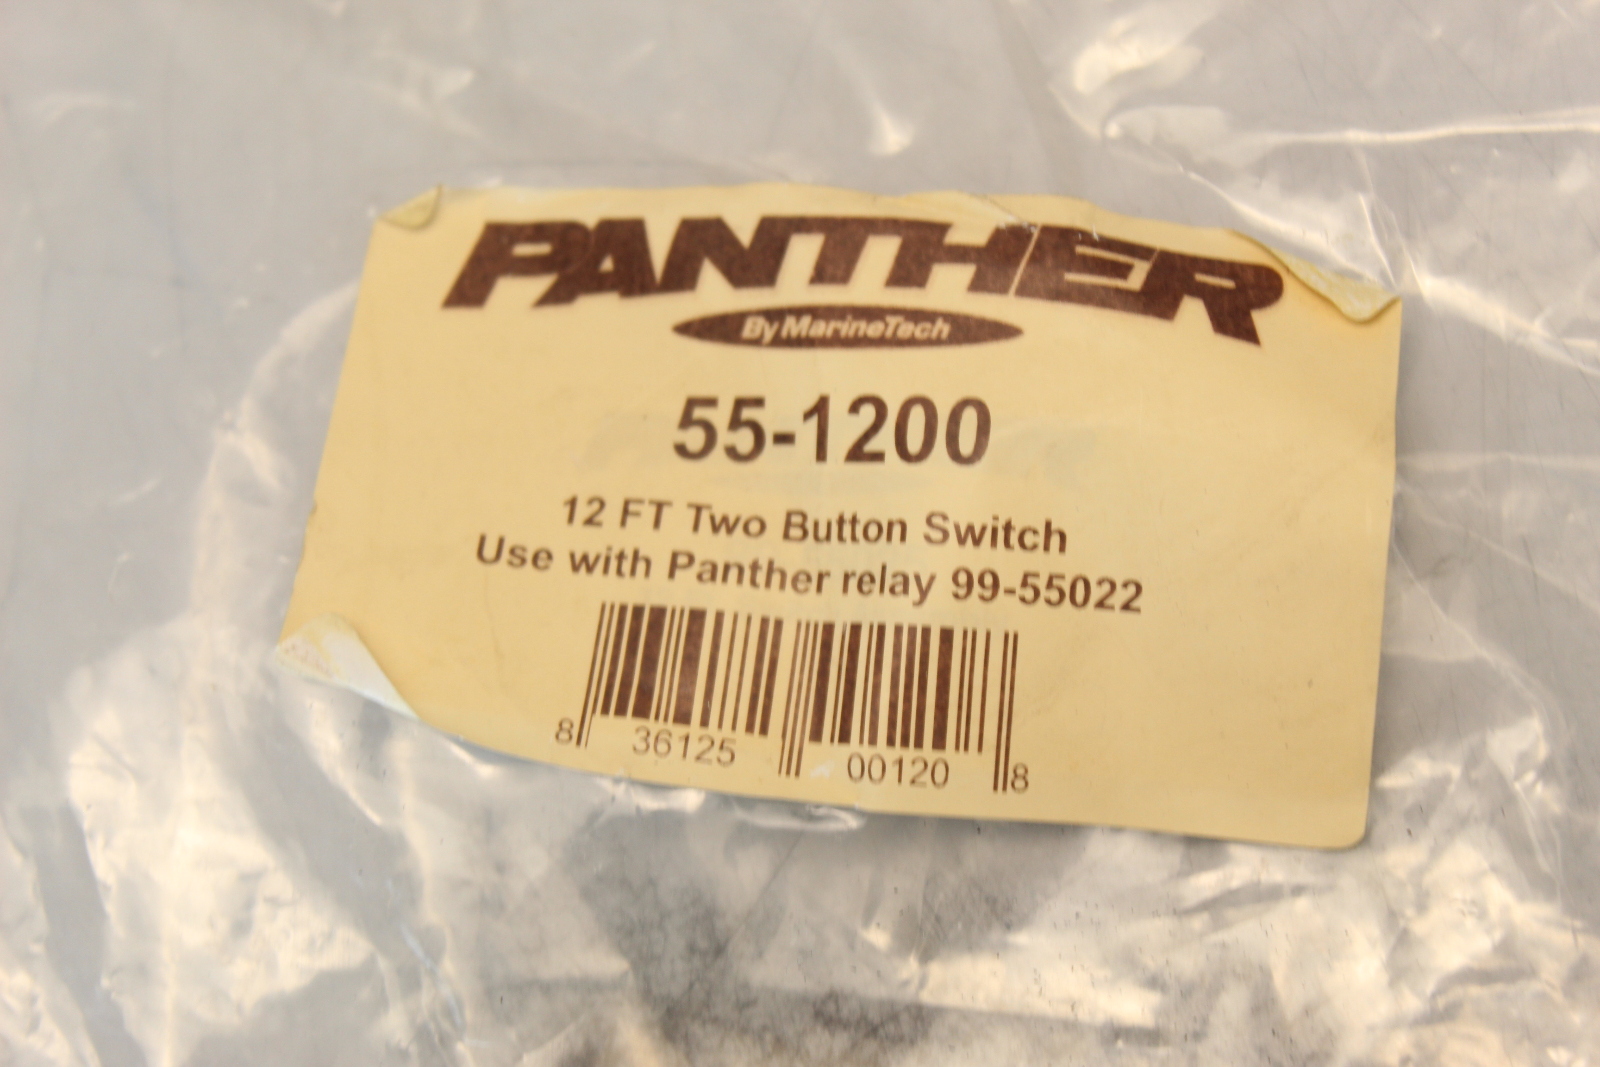 PANTHER
By MarineTech
55-1200
12 FT Two Button Switch
Use with Panther relay 99-55022
8 36125 00120 8